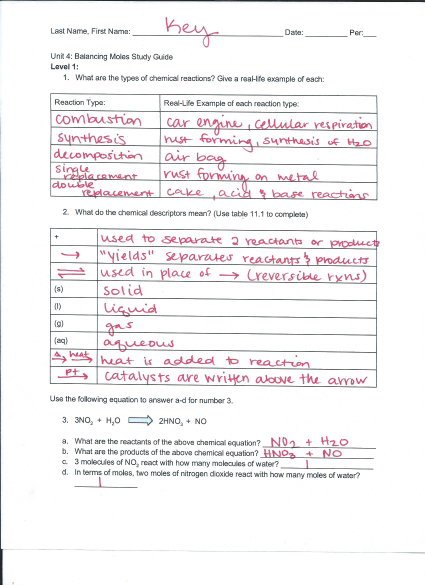 Last Name, First Name: Key Date: Per:
Unit 4: Balancing Moles Study Guide
Level 1:
1. What are the types of chemical reactions? Give a real-life example of each:
Reaction Type: Real-Life Example of each reaction type:
combustion car engine, cellular respiration
synthesis rust forming, synthesis of H2O
decomposition air bag
single replacement rust forming on metal
double replacement cake, acid & base reactions
2. What do the chemical descriptors mean? (Use table 11.1 to complete)
+ used to separate 2 reactants or products
→ "yields" separates reactants & products
⇌ used in place of → (reversible rxns)
(s) solid
(l) liquid
(g) gas
(aq) aqueous
Δ→ heat→ heat is added to reaction
Pt→ catalysts are written above the arrow
Use the following equation to answer a-d for number 3.
3. 3NO2 + H2O ⇨ 2HNO3 + NO
a. What are the reactants of the above chemical equation? NO2 + H2O
b. What are the products of the above chemical equation? HNO3 + NO
c. 3 molecules of NO2 react with how many molecules of water? 1
d. In terms of moles, two moles of nitrogen dioxide react with how many moles of water?
1